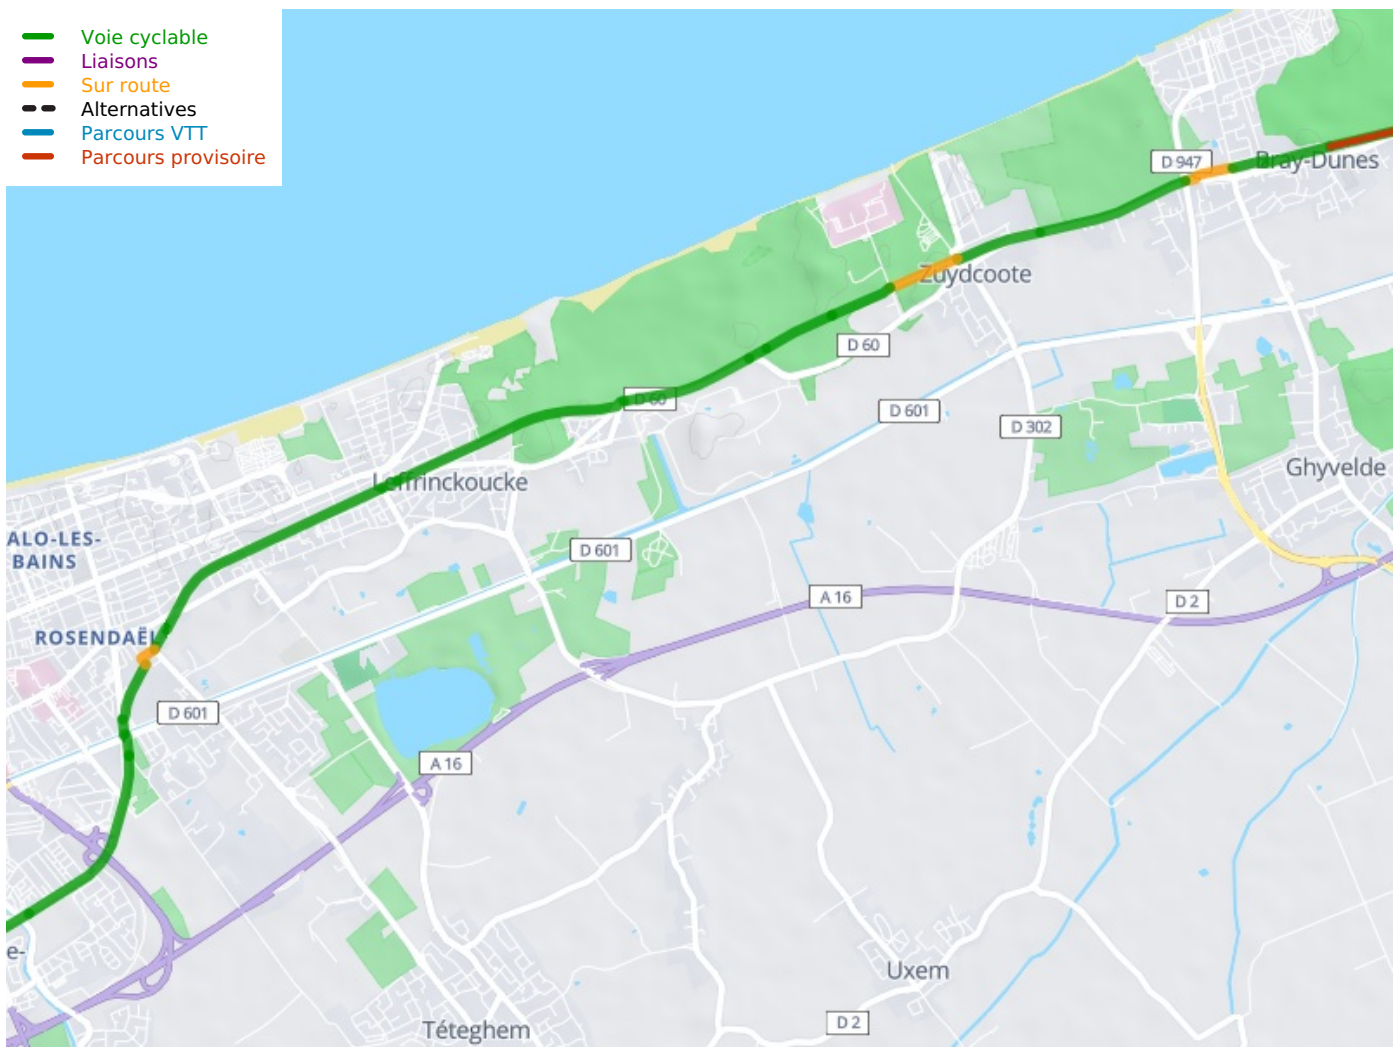 Voie cyclable
Liaisons
Sur route
Alternatives
Parcours VTT
Parcours provisoire
D 947
Bray-Dunes
Zuydcoote
D 60
D 60
D 601
D 302
Ghyvelde
Leffrinckoucke
ALO-LES-
BAINS
D 601
A 16
D 2
ROSENDAËL
D 601
A 16
e-
Uxem
D 2
Téteghem